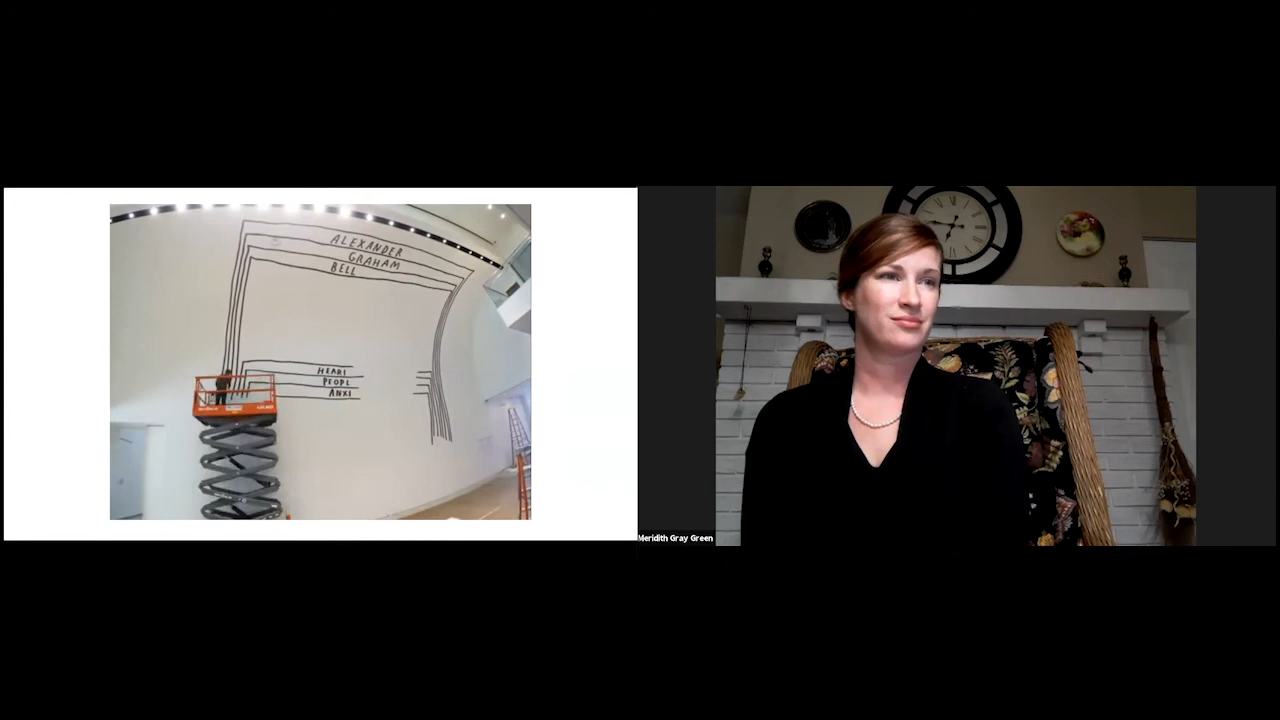 ALEXANDER
GRAHAM
BELL
HEARI
PEOPL
ANXI
Meridith Gray Green